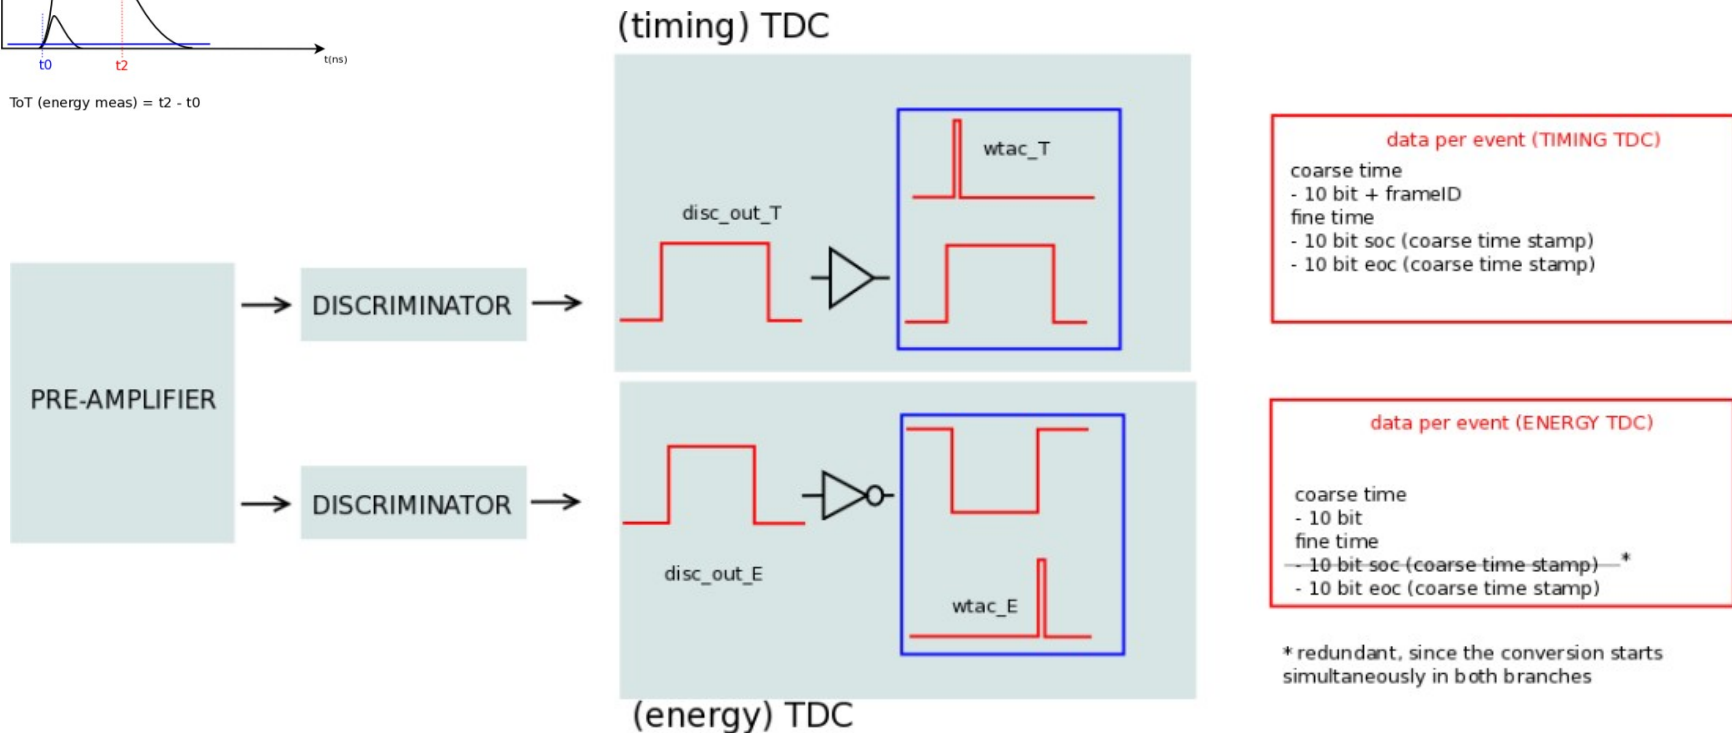 t0
t2
t(ns)
ToT (energy meas) = t2 - t0
(timing) TDC
wtac_T
disc_out_T
PRE-AMPLIFIER
DISCRIMINATOR
DISCRIMINATOR
disc_out_E
wtac_E
(energy) TDC
data per event (TIMING TDC)
coarse time
- 10 bit + frameID
fine time
- 10 bit soc (coarse time stamp)
- 10 bit eoc (coarse time stamp)
data per event (ENERGY TDC)
coarse time
- 10 bit
fine time
- 10 bit soc (coarse time stamp) *
- 10 bit eoc (coarse time stamp)
* redundant, since the conversion starts
simultaneously in both branches